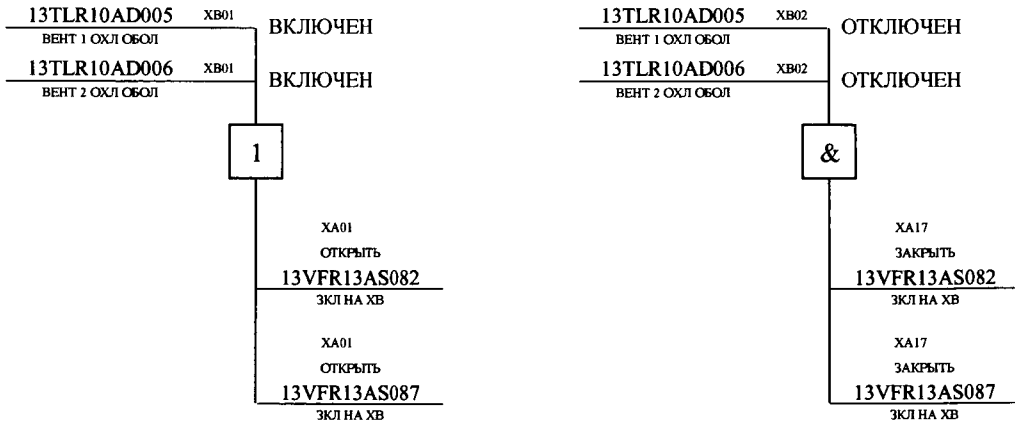 13TLR10AD005 XB01 ВКЛЮЧЕН
ВЕНТ 1 ОХЛ ОБОЛ
13TLR10AD006 XB01 ВКЛЮЧЕН
ВЕНТ 2 ОХЛ ОБОЛ
1
XA01
ОТКРЫТЬ
13VFR13AS082
ЗКЛ НА ХВ
XA01
ОТКРЫТЬ
13VFR13AS087
ЗКЛ НА ХВ
13TLR10AD005 XB02 ОТКЛЮЧЕН
ВЕНТ 1 ОХЛ ОБОЛ
13TLR10AD006 XB02 ОТКЛЮЧЕН
ВЕНТ 2 ОХЛ ОБОЛ
&
XA17
ЗАКРЫТЬ
13VFR13AS082
ЗКЛ НА ХВ
XA17
ЗАКРЫТЬ
13VFR13AS087
ЗКЛ НА ХВ